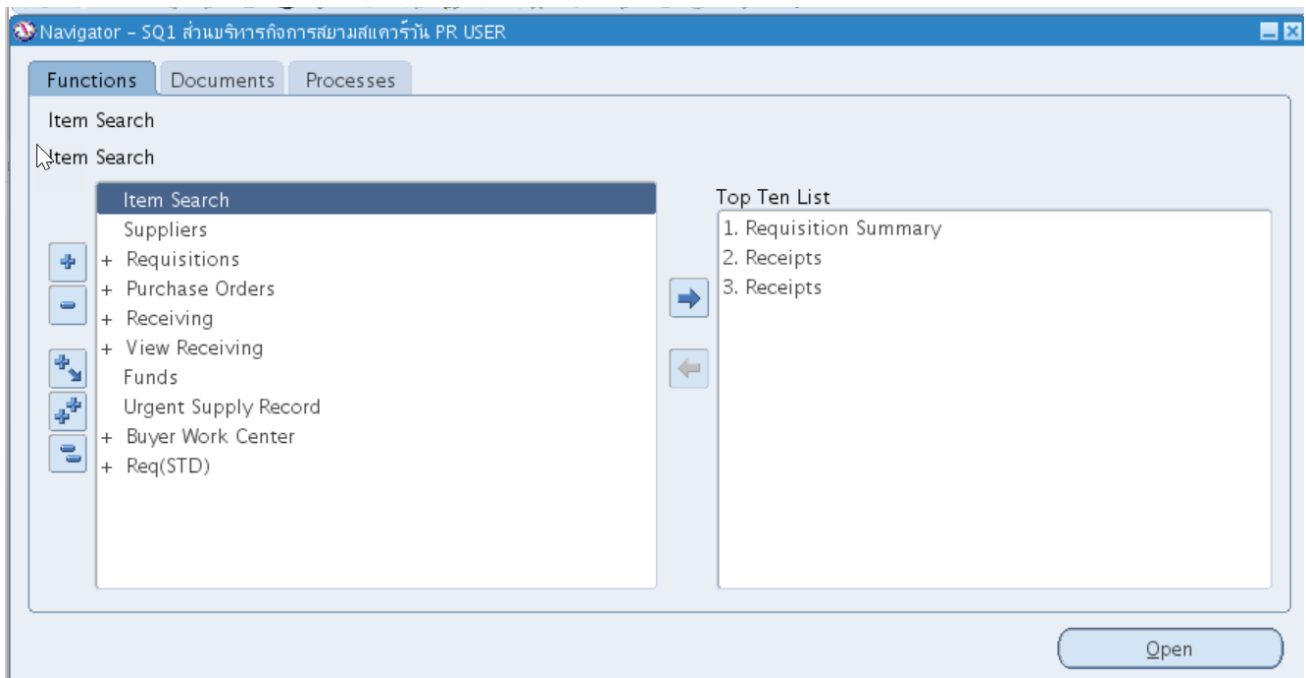 Navigator – SQ1 ส่วนบริหารกิจการสยามสแควร์วัน PR USER
Functions Documents Processes
Item Search
Item Search
Item Search
Suppliers
+ Requisitions
+ Purchase Orders
+ Receiving
+ View Receiving
Funds
Urgent Supply Record
+ Buyer Work Center
+ Req(STD)
Top Ten List
1. Requisition Summary
2. Receipts
3. Receipts
Open